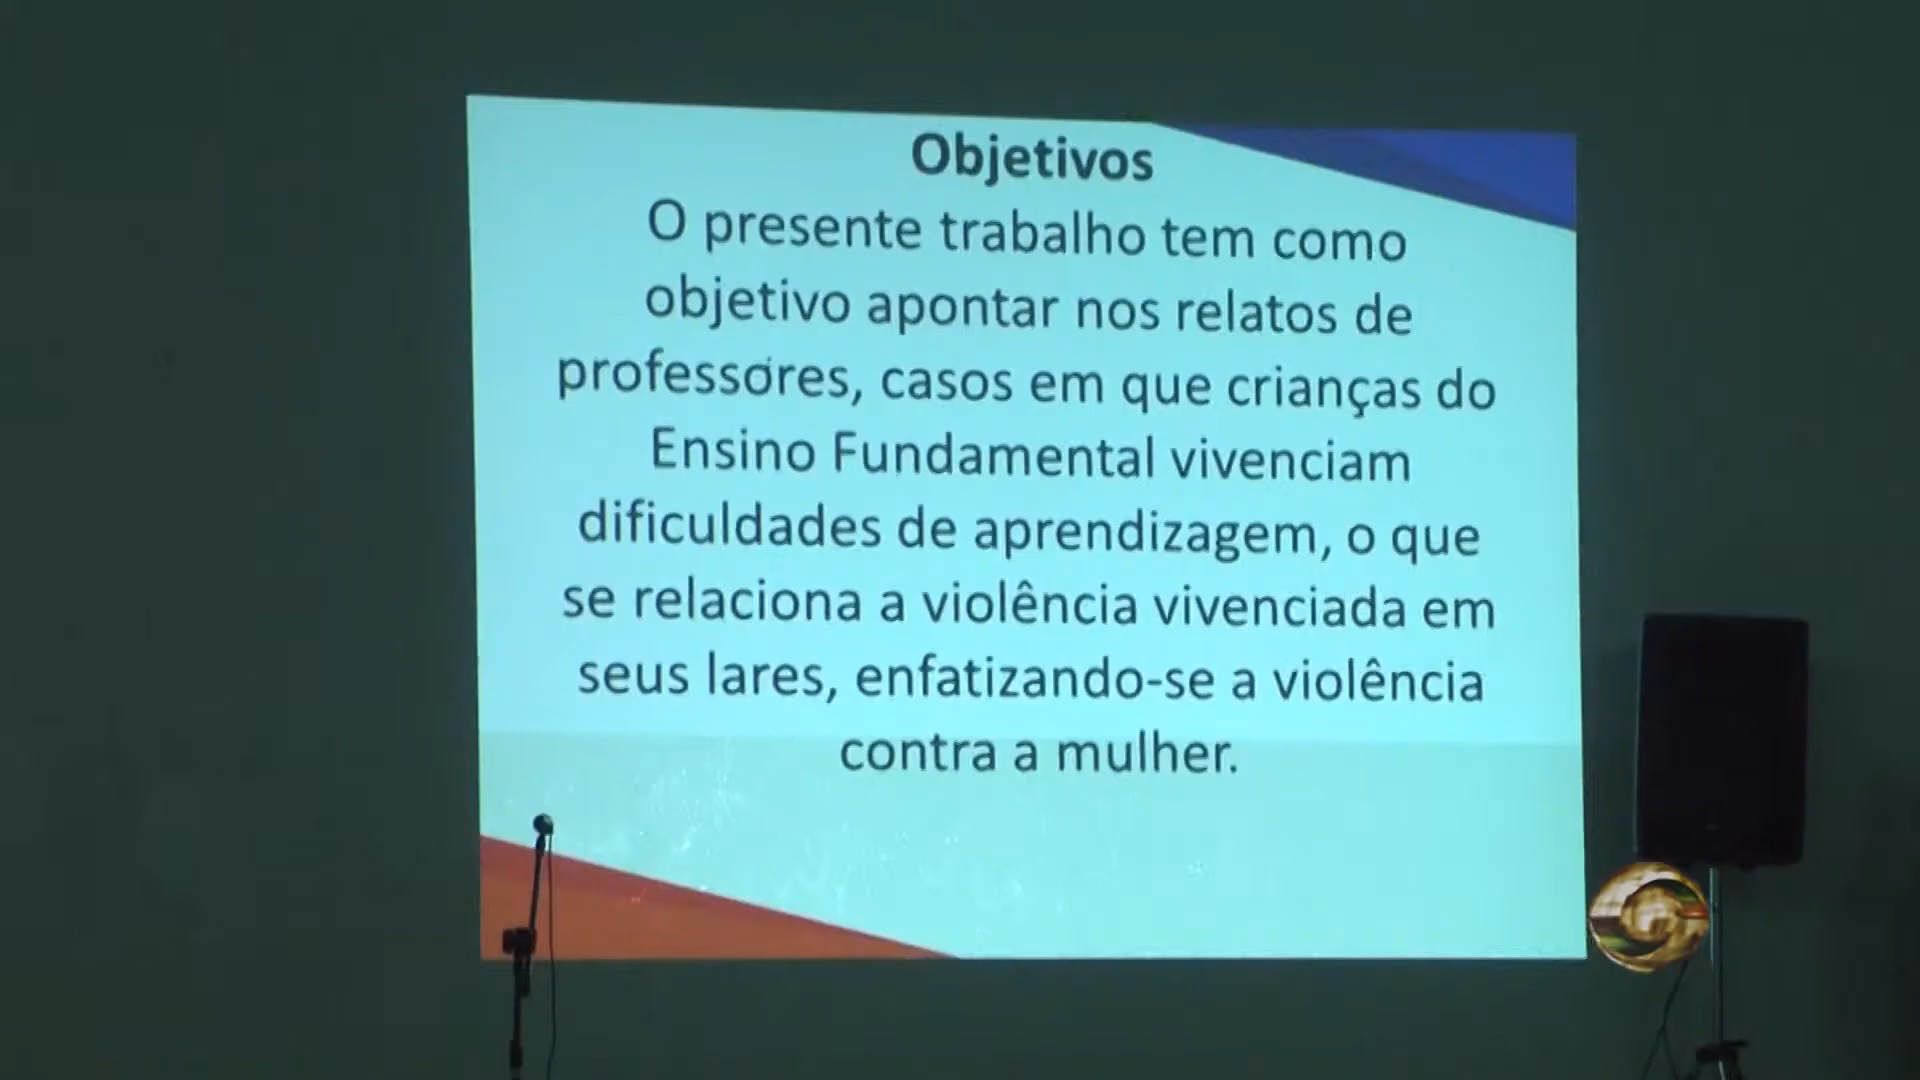 Objetivos
O presente trabalho tem como
objetivo apontar nos relatos de
professores, casos em que crianças do
Ensino Fundamental vivenciam
dificuldades de aprendizagem, o que
se relaciona a violência vivenciada em
seus lares, enfatizando-se a violência
contra a mulher.